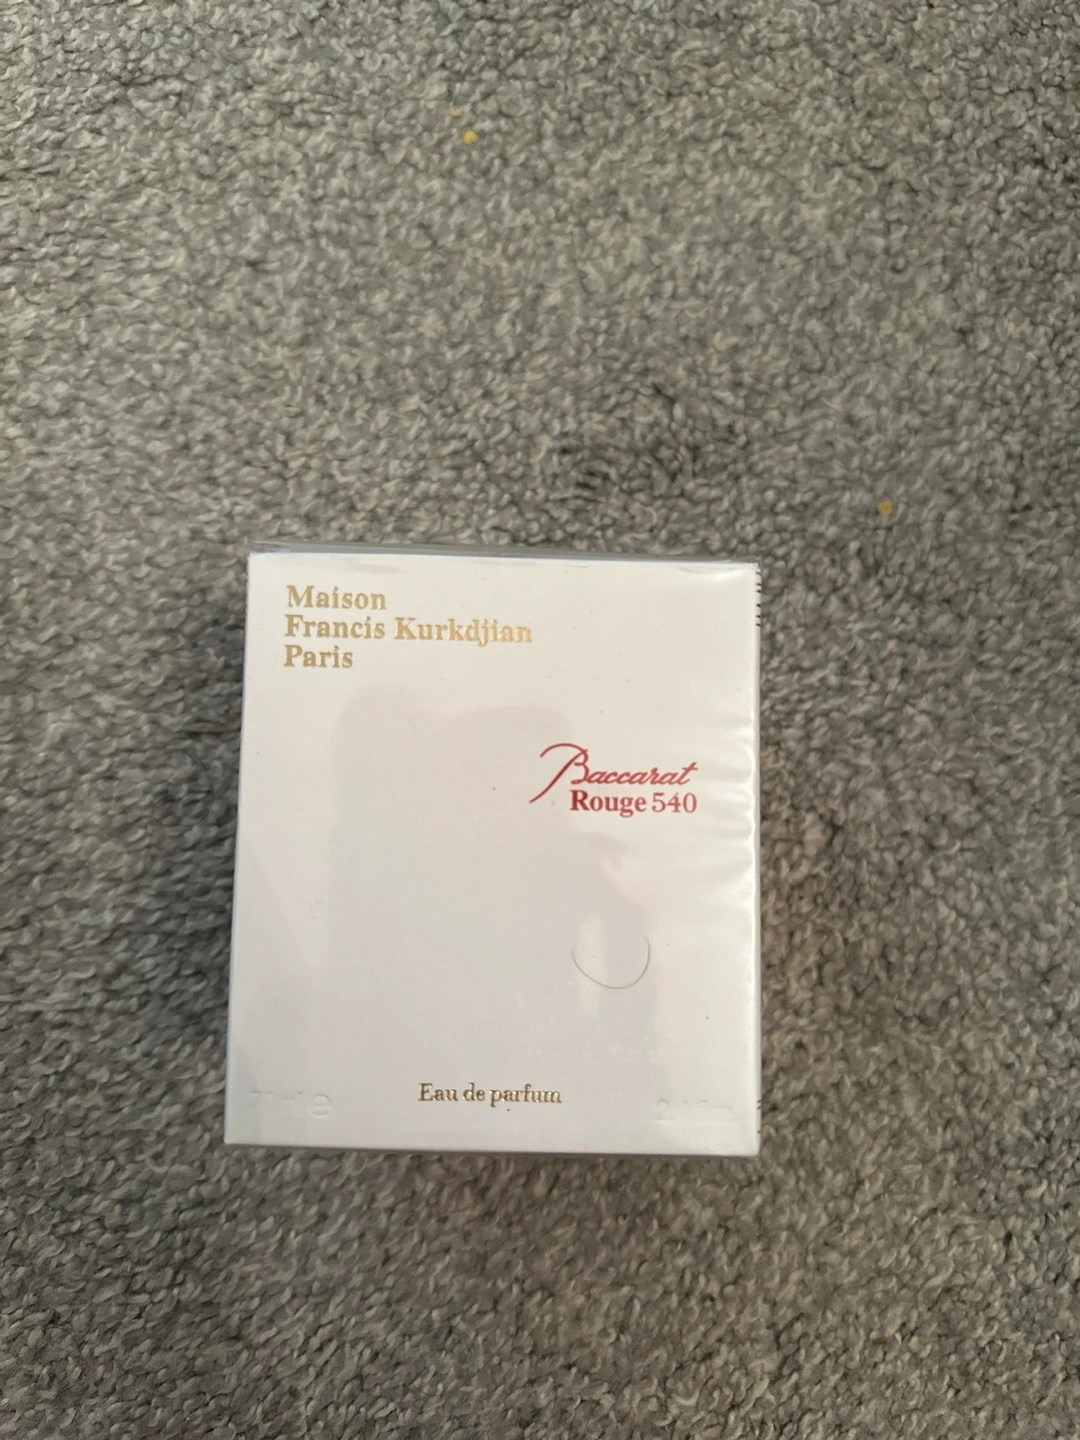 Maison
Francis Kurkdjian
Paris
Baccarat
Rouge 540
Eau de parfum